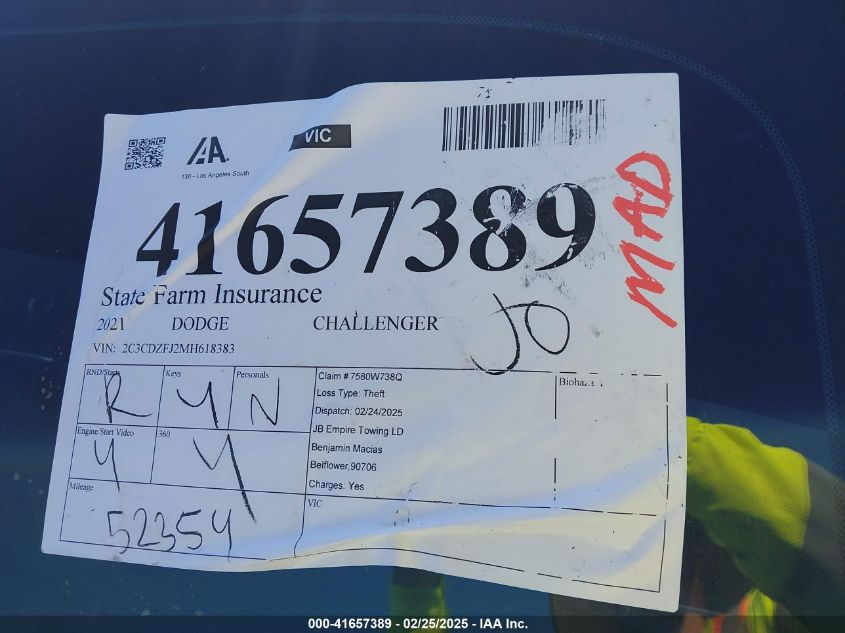 IAA.
VIC
130 - Los Angeles South
MAD
41657389
State Farm Insurance
2021 DODGE CHALLENGER
JO
VIN: 2C3CDZFJ2MH618383
RND/Starts Keys Personals
R Y N
Claim # 7580W738Q
Loss Type: Theft
Dispatch: 02/24/2025
JB Empire Towing LD
Benjamin Macias
Belflower,90706
Charges: Yes
Engine Start Video 360
Y Y
Mileage
52354
VIC
000-41657389 - 02/25/2025 - IAA Inc.